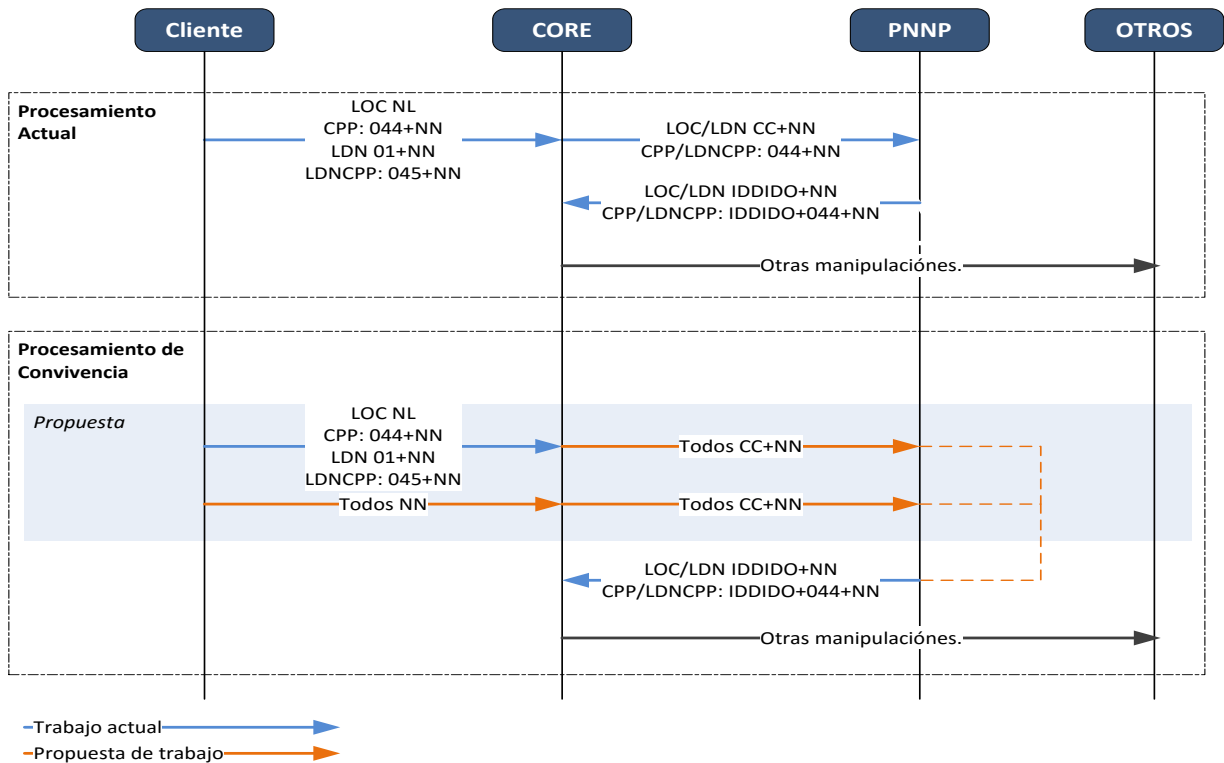 Cliente
CORE
PNNP
OTROS
Procesamiento
Actual
LOC NL
CPP: 044+NN
LDN 01+NN
LDNCPP: 045+NN
LOC/LDN CC+NN
CPP/LDNCPP: 044+NN
LOC/LDN IDDIDO+NN
CPP/LDNCPP: IDDIDO+044+NN
Otras manipulaciónes.
Procesamiento de
Convivencia
Propuesta
LOC NL
CPP: 044+NN
LDN 01+NN
LDNCPP: 045+NN
Todos CC+NN
Todos NN
Todos CC+NN
LOC/LDN IDDIDO+NN
CPP/LDNCPP: IDDIDO+044+NN
Otras manipulaciónes.
Trabajo actual
Propuesta de trabajo